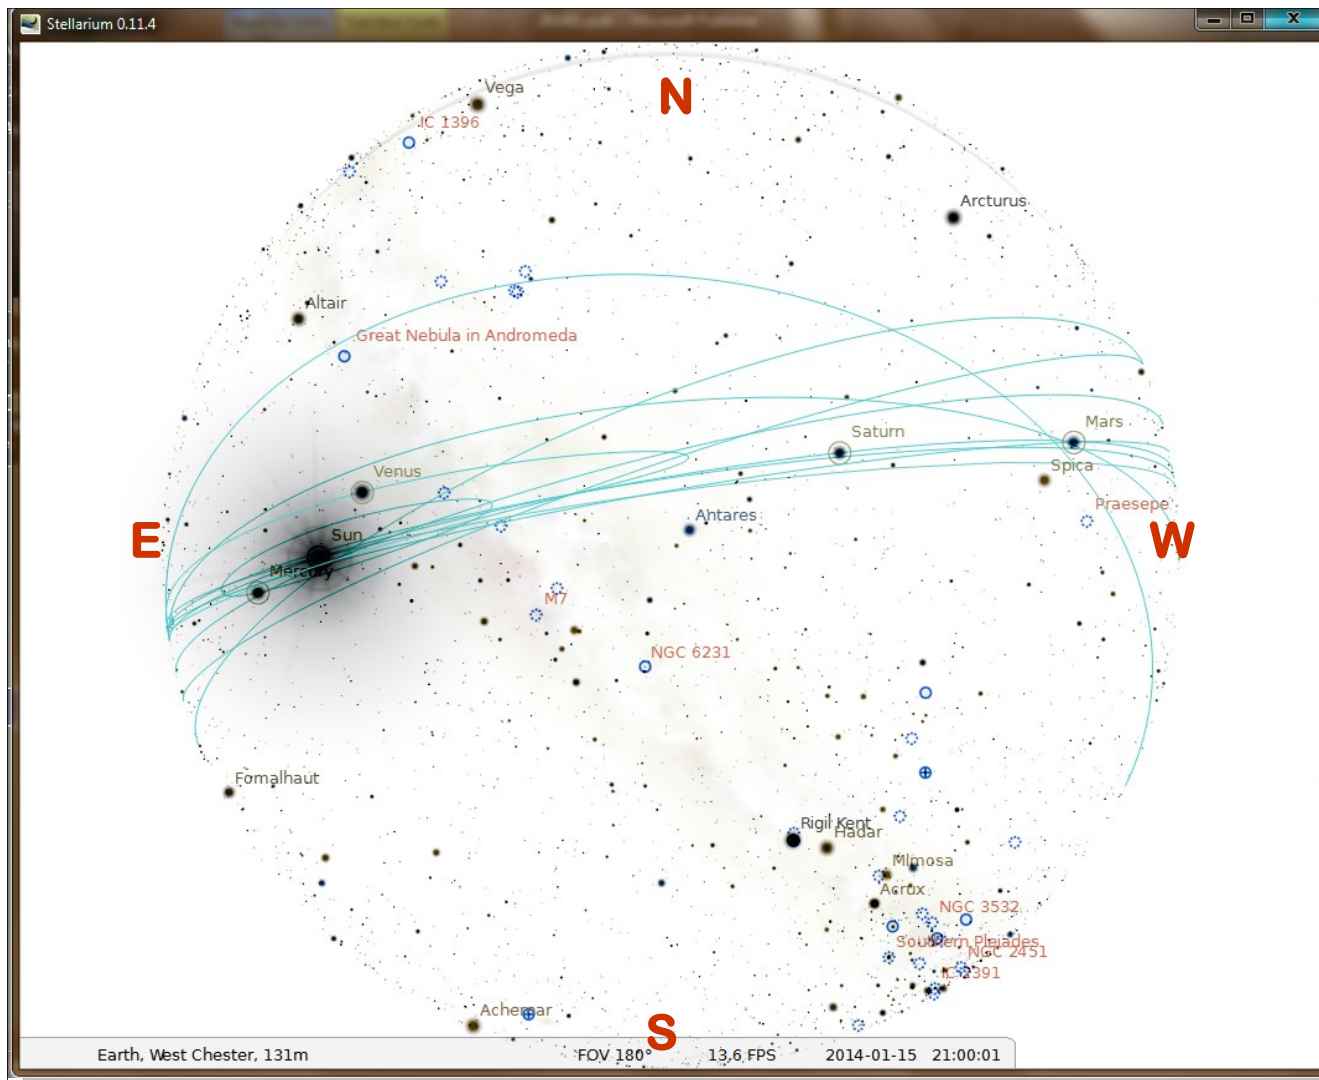 Stellarium 0.11.4
N
Vega
IC 1396
Arcturus
Altair
Great Nebula in Andromeda
Mars
Saturn
Spica
Venus
Praesepe
Antares
E
Sun
W
Mercury
M7
NGC 6231
Fomalhaut
Rigil Kent
Hadar
Mimosa
Acrux
NGC 3532
Southern Pleiades
NGC 2451
IC 2391
Achernar
S
Earth, West Chester, 131m FOV 180° 13.6 FPS 2014-01-15 21:00:01